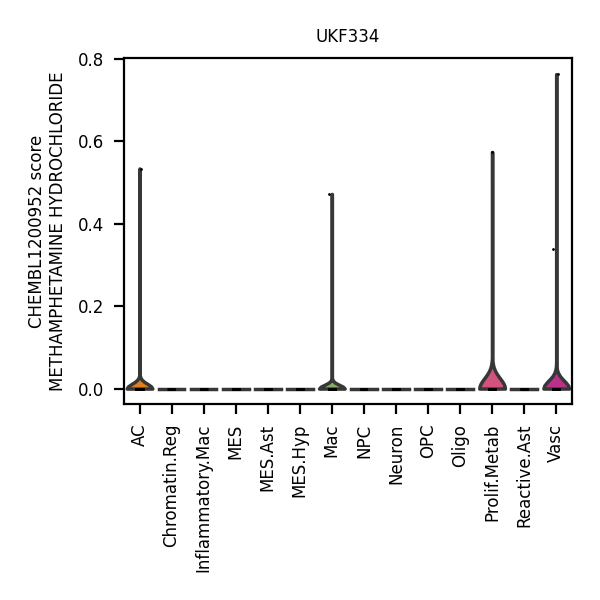 UKF334
CHEMBL1200952 score
METHAMPHETAMINE HYDROCHLORIDE
0.8
0.6
0.4
0.2
0.0
AC
Chromatin.Reg
Inflammatory.Mac
MES
MES.Ast
MES.Hyp
Mac
NPC
Neuron
OPC
Oligo
Prolif.Metab
Reactive.Ast
Vasc